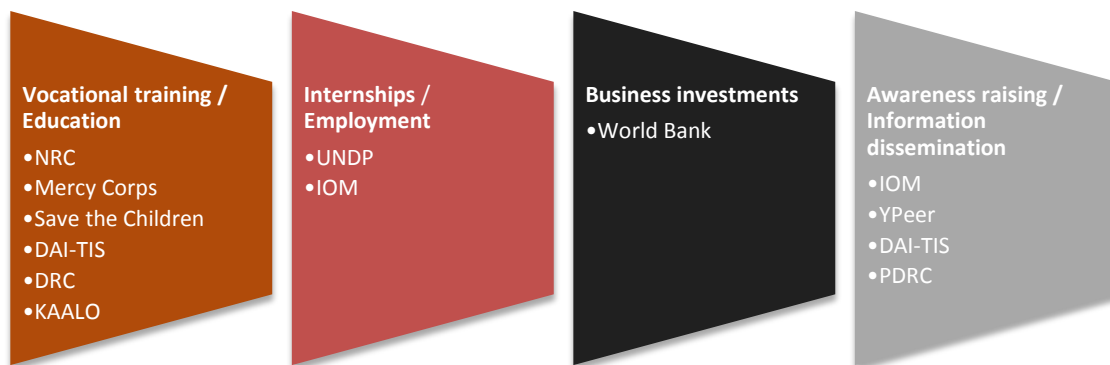 Vocational training /
Education
•NRC
•Mercy Corps
•Save the Children
•DAI-TIS
•DRC
•KAALO
Internships /
Employment
•UNDP
•IOM
Business investments
•World Bank
Awareness raising /
Information
dissemination
•IOM
•YPeer
•DAI-TIS
•PDRC